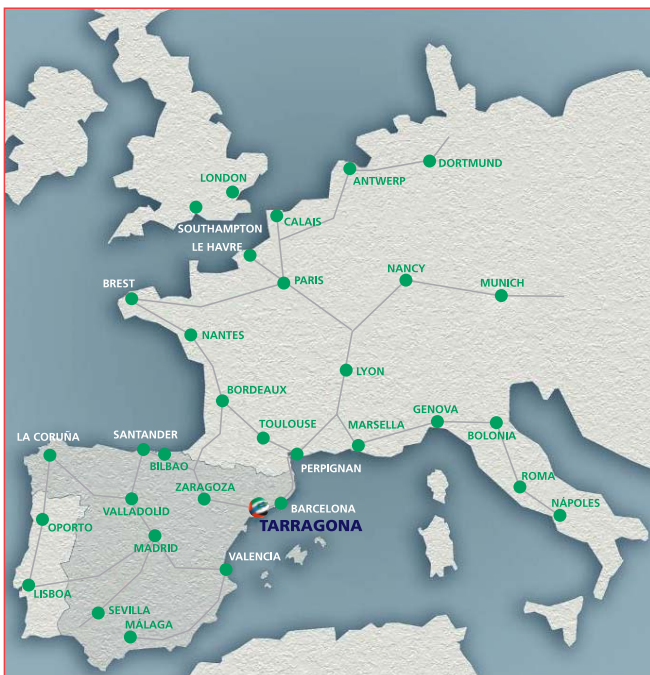 DORTMUND
ANTWERP
LONDON
SOUTHAMPTON
CALAIS
LE HAVRE
NANCY
PARIS
MUNICH
BREST
NANTES
LYON
BORDEAUX
GENOVA
TOULOUSE
MARSELLA
BOLONIA
LA CORUÑA
SANTANDER
BILBAO
PERPIGNAN
ROMA
ZARAGOZA
NÁPOLES
VALLADOLID
BARCELONA
TARRAGONA
OPORTO
MADRID
VALENCIA
LISBOA
SEVILLA
MÁLAGA